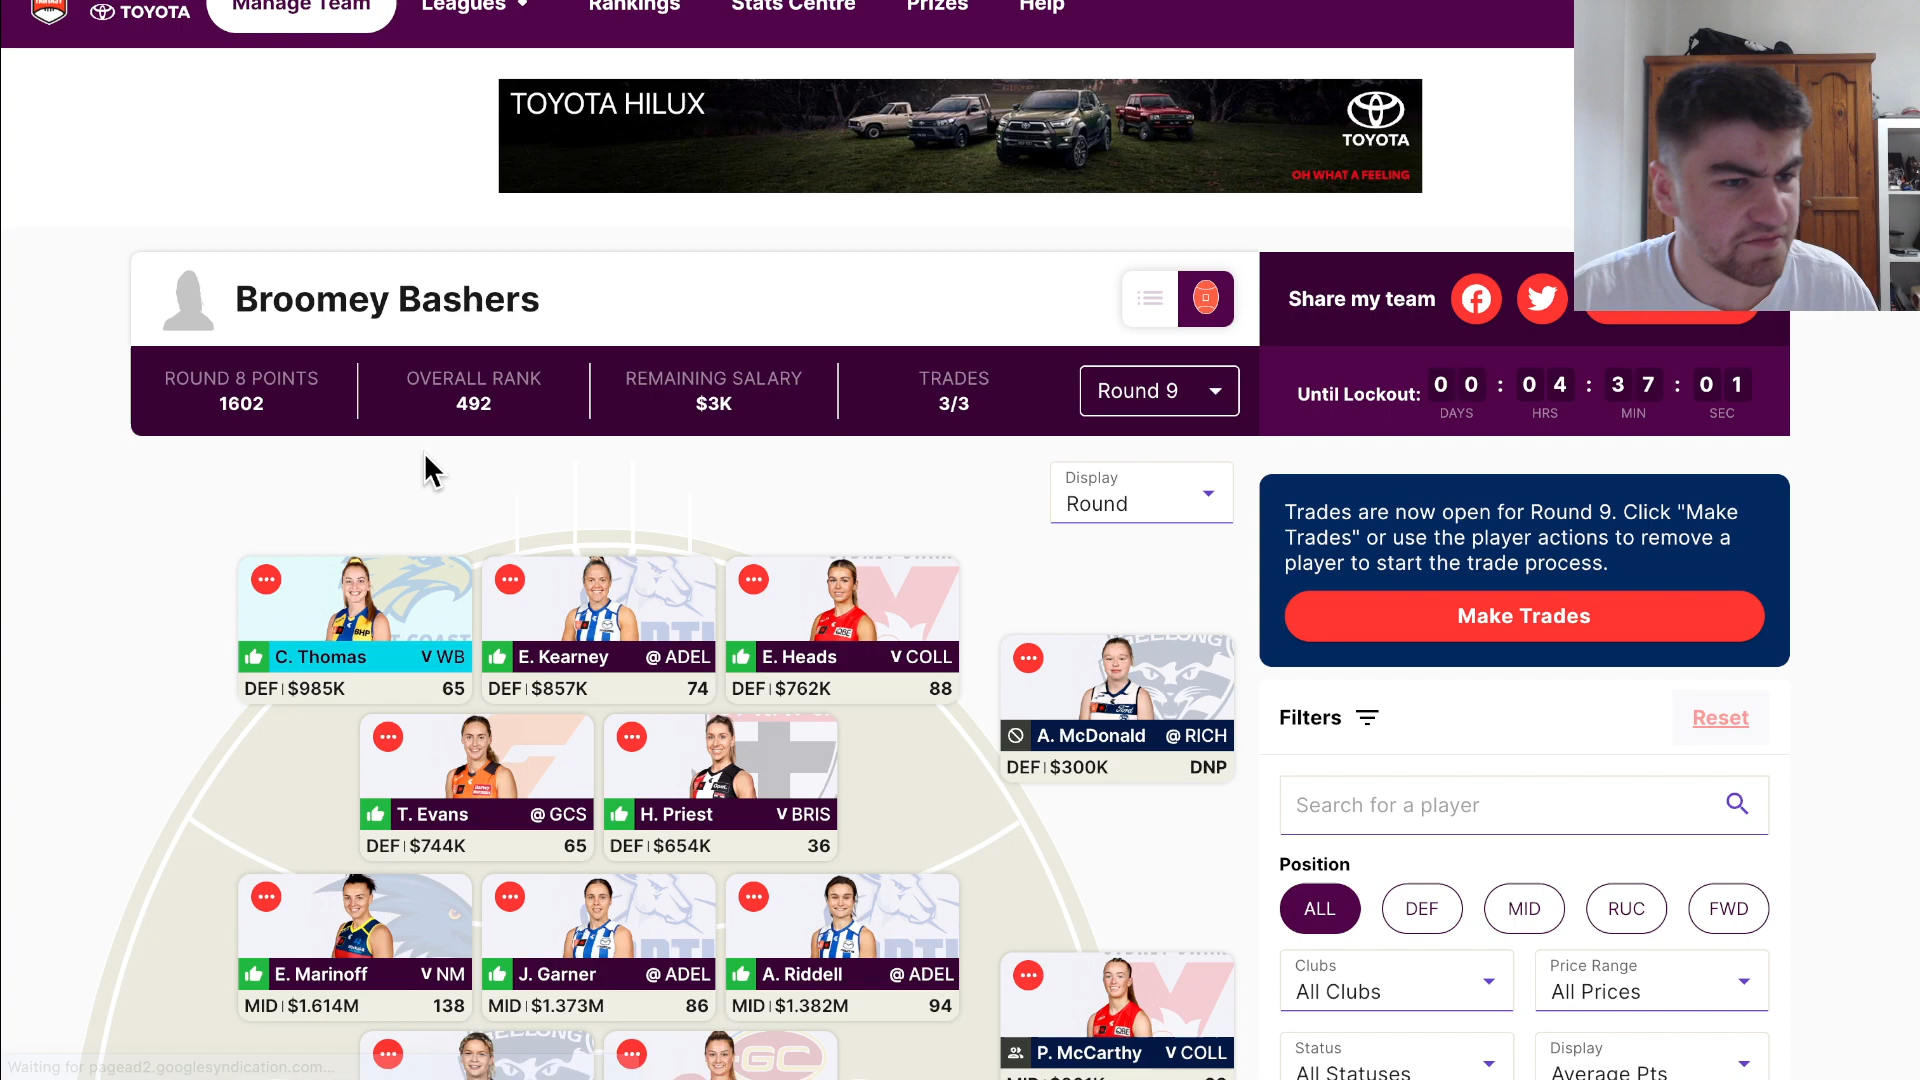 FANTASY
TOYOTA
Manage Team
Leagues
Rankings
Stats Centre
Prizes
Help
TOYOTA HILUX
TOYOTA
OH WHAT A FEELING
Broomey Bashers
Share my team
ROUND 8 POINTS
1602
OVERALL RANK
492
REMAINING SALARY
$3K
TRADES
3/3
Round 9
Until Lockout:
0 0 : 0 4 : 3 7 : 0 1
DAYS HRS MIN SEC
Display
Round
Trades are now open for Round 9. Click "Make
Trades" or use the player actions to remove a
player to start the trade process.
Make Trades
C. Thomas V WB
DEF $985K 65
E. Kearney @ ADEL
DEF $857K 74
E. Heads V COLL
DEF $762K 88
A. McDonald @ RICH
DEF $300K DNP
T. Evans @ GCS
DEF $744K 65
H. Priest V BRIS
DEF $654K 36
E. Marinoff V NM
MID $1.614M 138
J. Garner @ ADEL
MID $1.373M 86
A. Riddell @ ADEL
MID $1.382M 94
P. McCarthy V COLL
Filters
Reset
Search for a player
Position
ALL
DEF
MID
RUC
FWD
Clubs
All Clubs
Price Range
All Prices
Status
All Statuses
Display
Average Pts
Waiting for pagead2.googlesyndication.com...